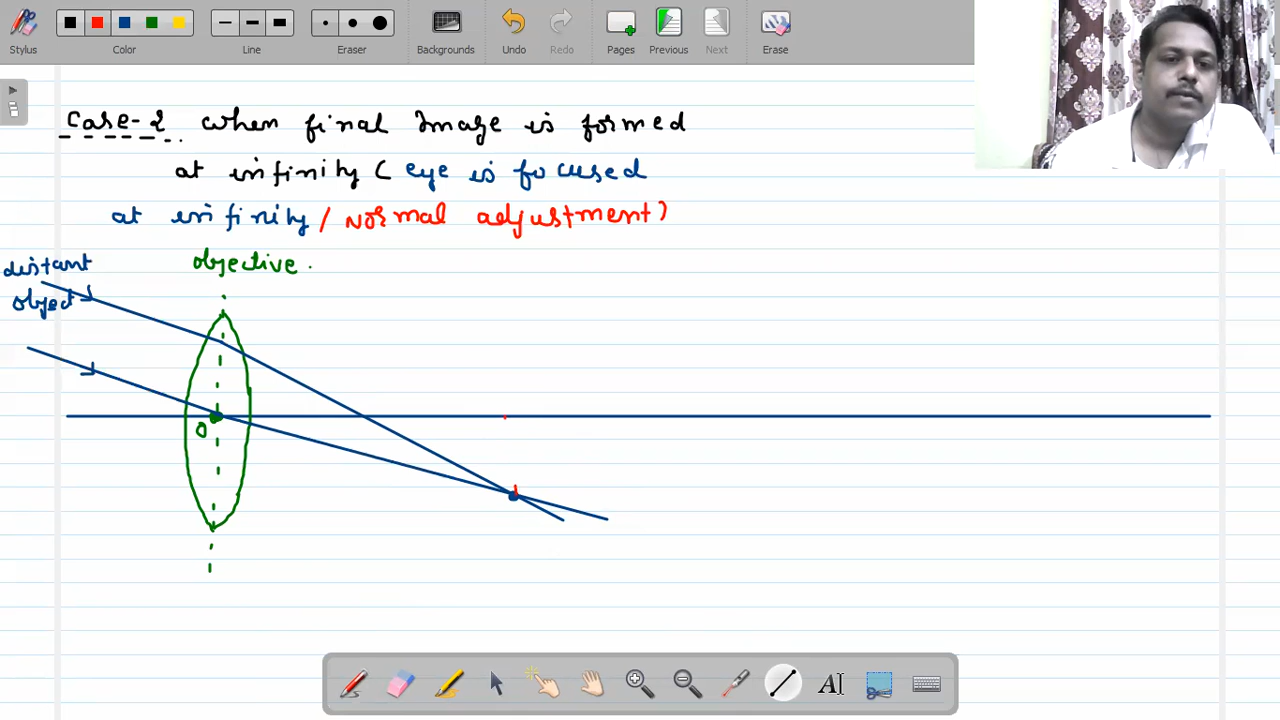 Stylus
Color
Line
Eraser
Backgrounds
Undo
Redo
Pages
Previous
Next
Erase
Case-2 When final Image is formed
at infinity ( eye is focused
at infinity / Normal adjustment)
distant
object
objective
O
A